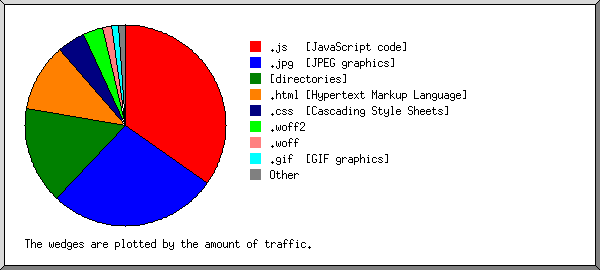 .js [JavaScript code]
.jpg [JPEG graphics]
[directories]
.html [Hypertext Markup Language]
.css [Cascading Style Sheets]
.woff2
.woff
.gif [GIF graphics]
Other
The wedges are plotted by the amount of traffic.